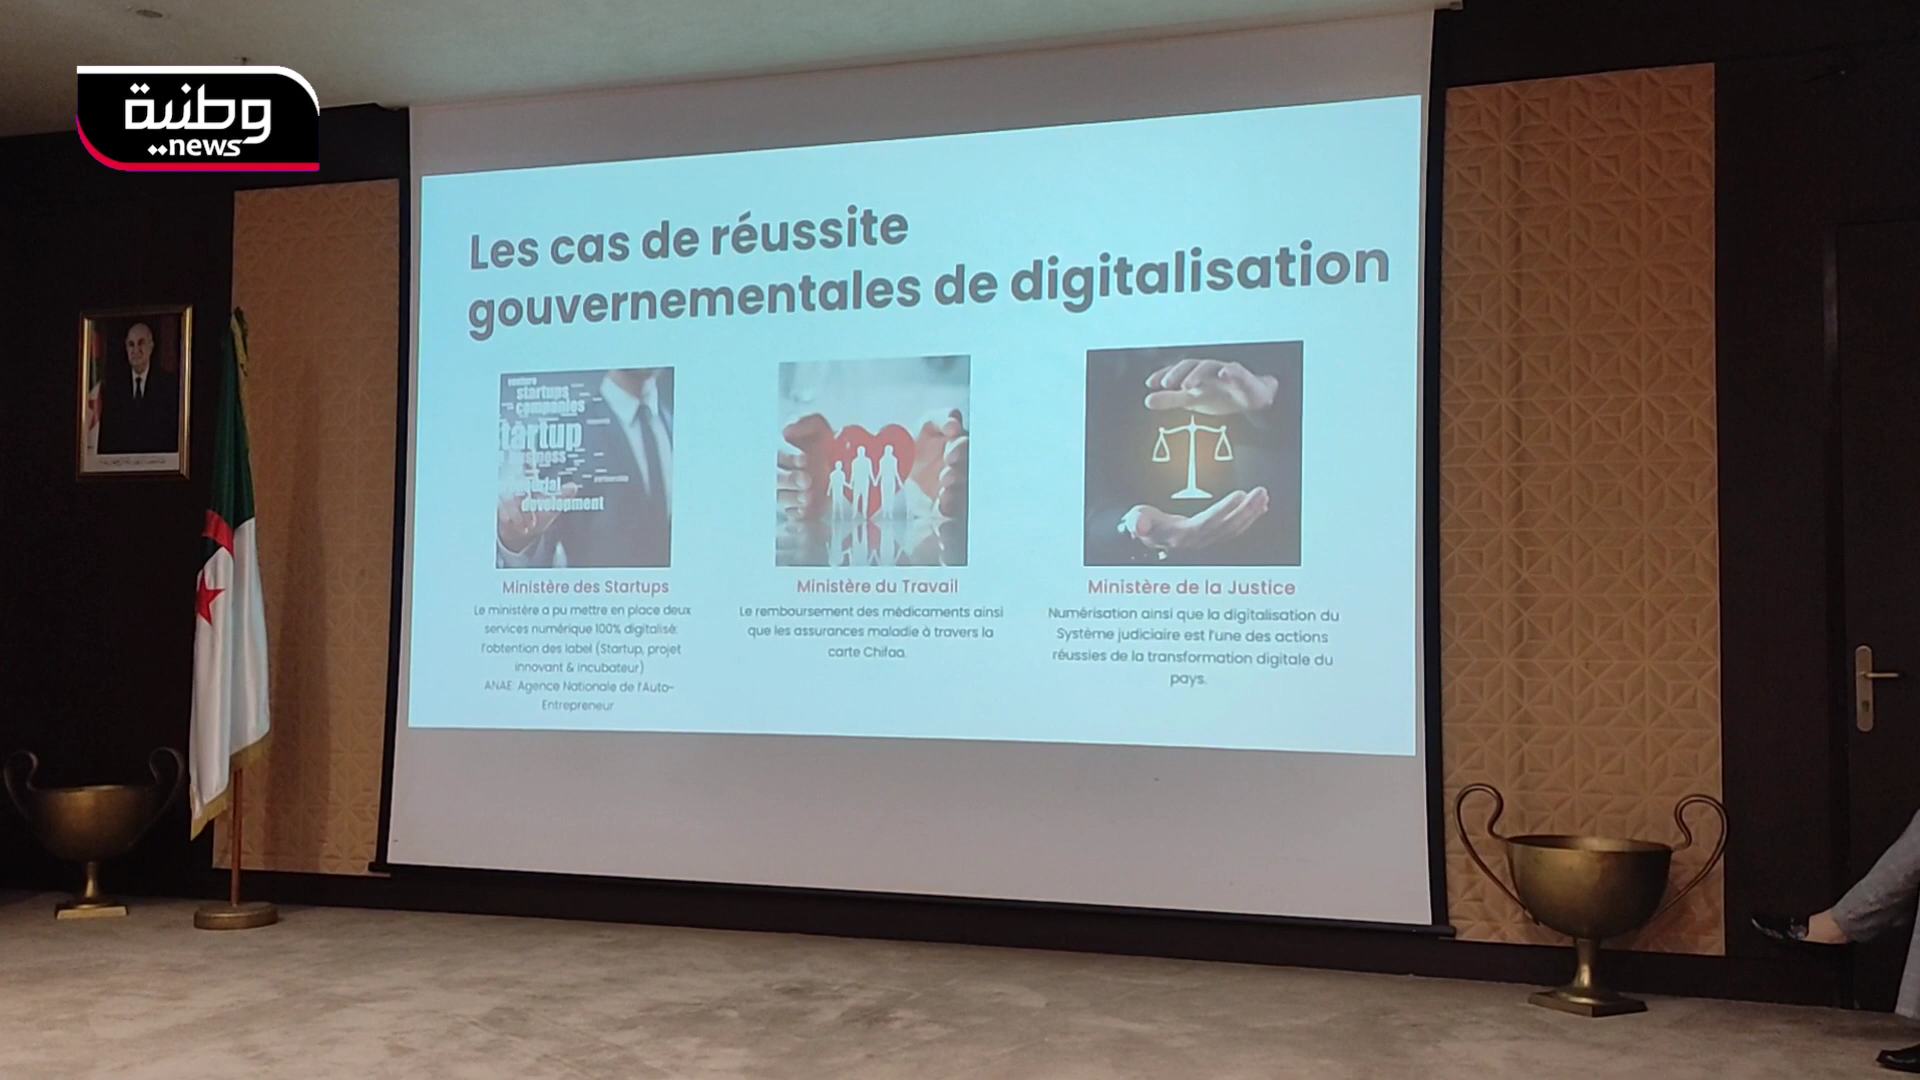 وطنية
news..
Les cas de réussite
gouvernementales de digitalisation
startups
companies
startup
business
development
Ministère des Startups
Le ministère a pu mettre en place deux
services numérique 100% digitalisé:
l'obtention des label (Startup, projet
innovant & incubateur)
ANAE: Agence Nationale de l'Auto-
Entrepreneur
Ministère du Travail
Le remboursement des médicaments ainsi
que les assurances maladie à travers la
carte Chifaa.
Ministère de la Justice
Numérisation ainsi que la digitalisation du
Système judiciaire est l'une des actions
réussies de la transformation digitale du
pays.